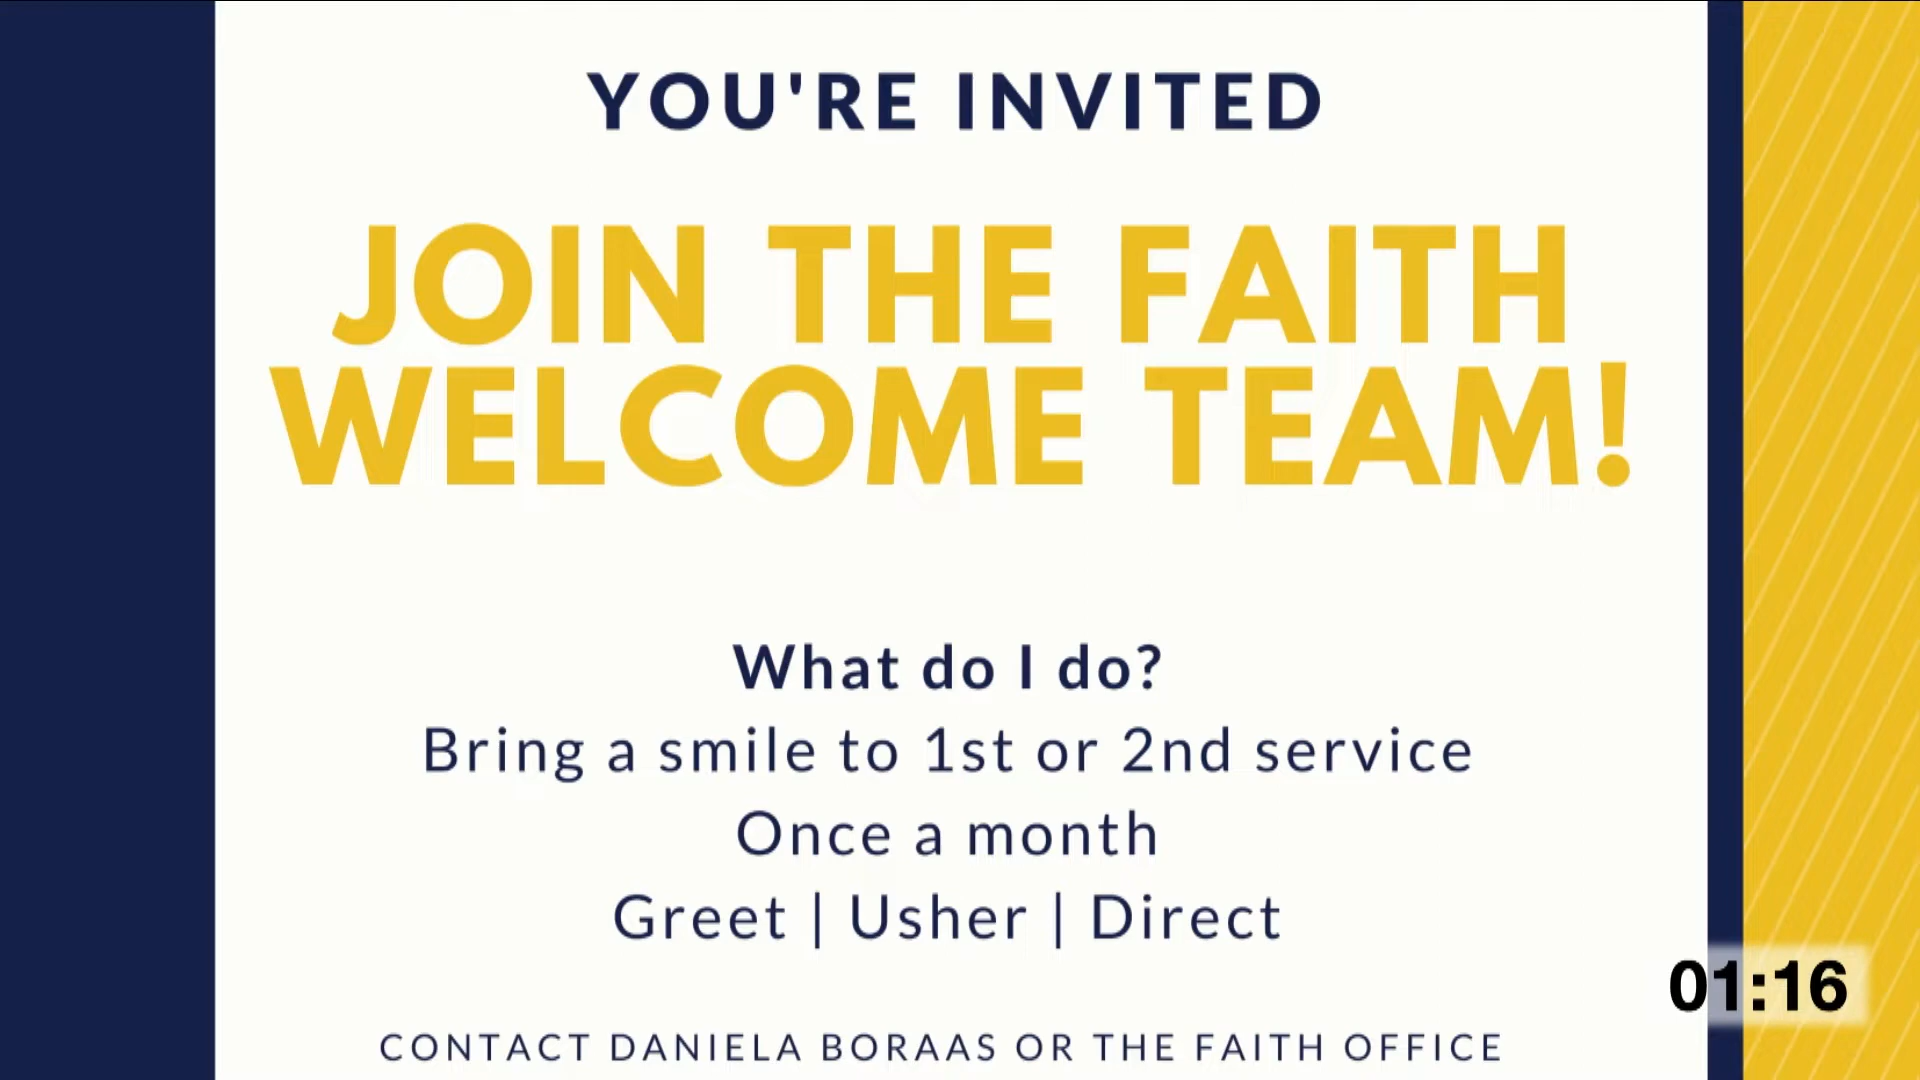 YOU'RE INVITED
JOIN THE FAITH
WELCOME TEAM!
What do I do?
Bring a smile to 1st or 2nd service
Once a month
Greet | Usher | Direct
01:16
CONTACT DANIELA BORAAS OR THE FAITH OFFICE